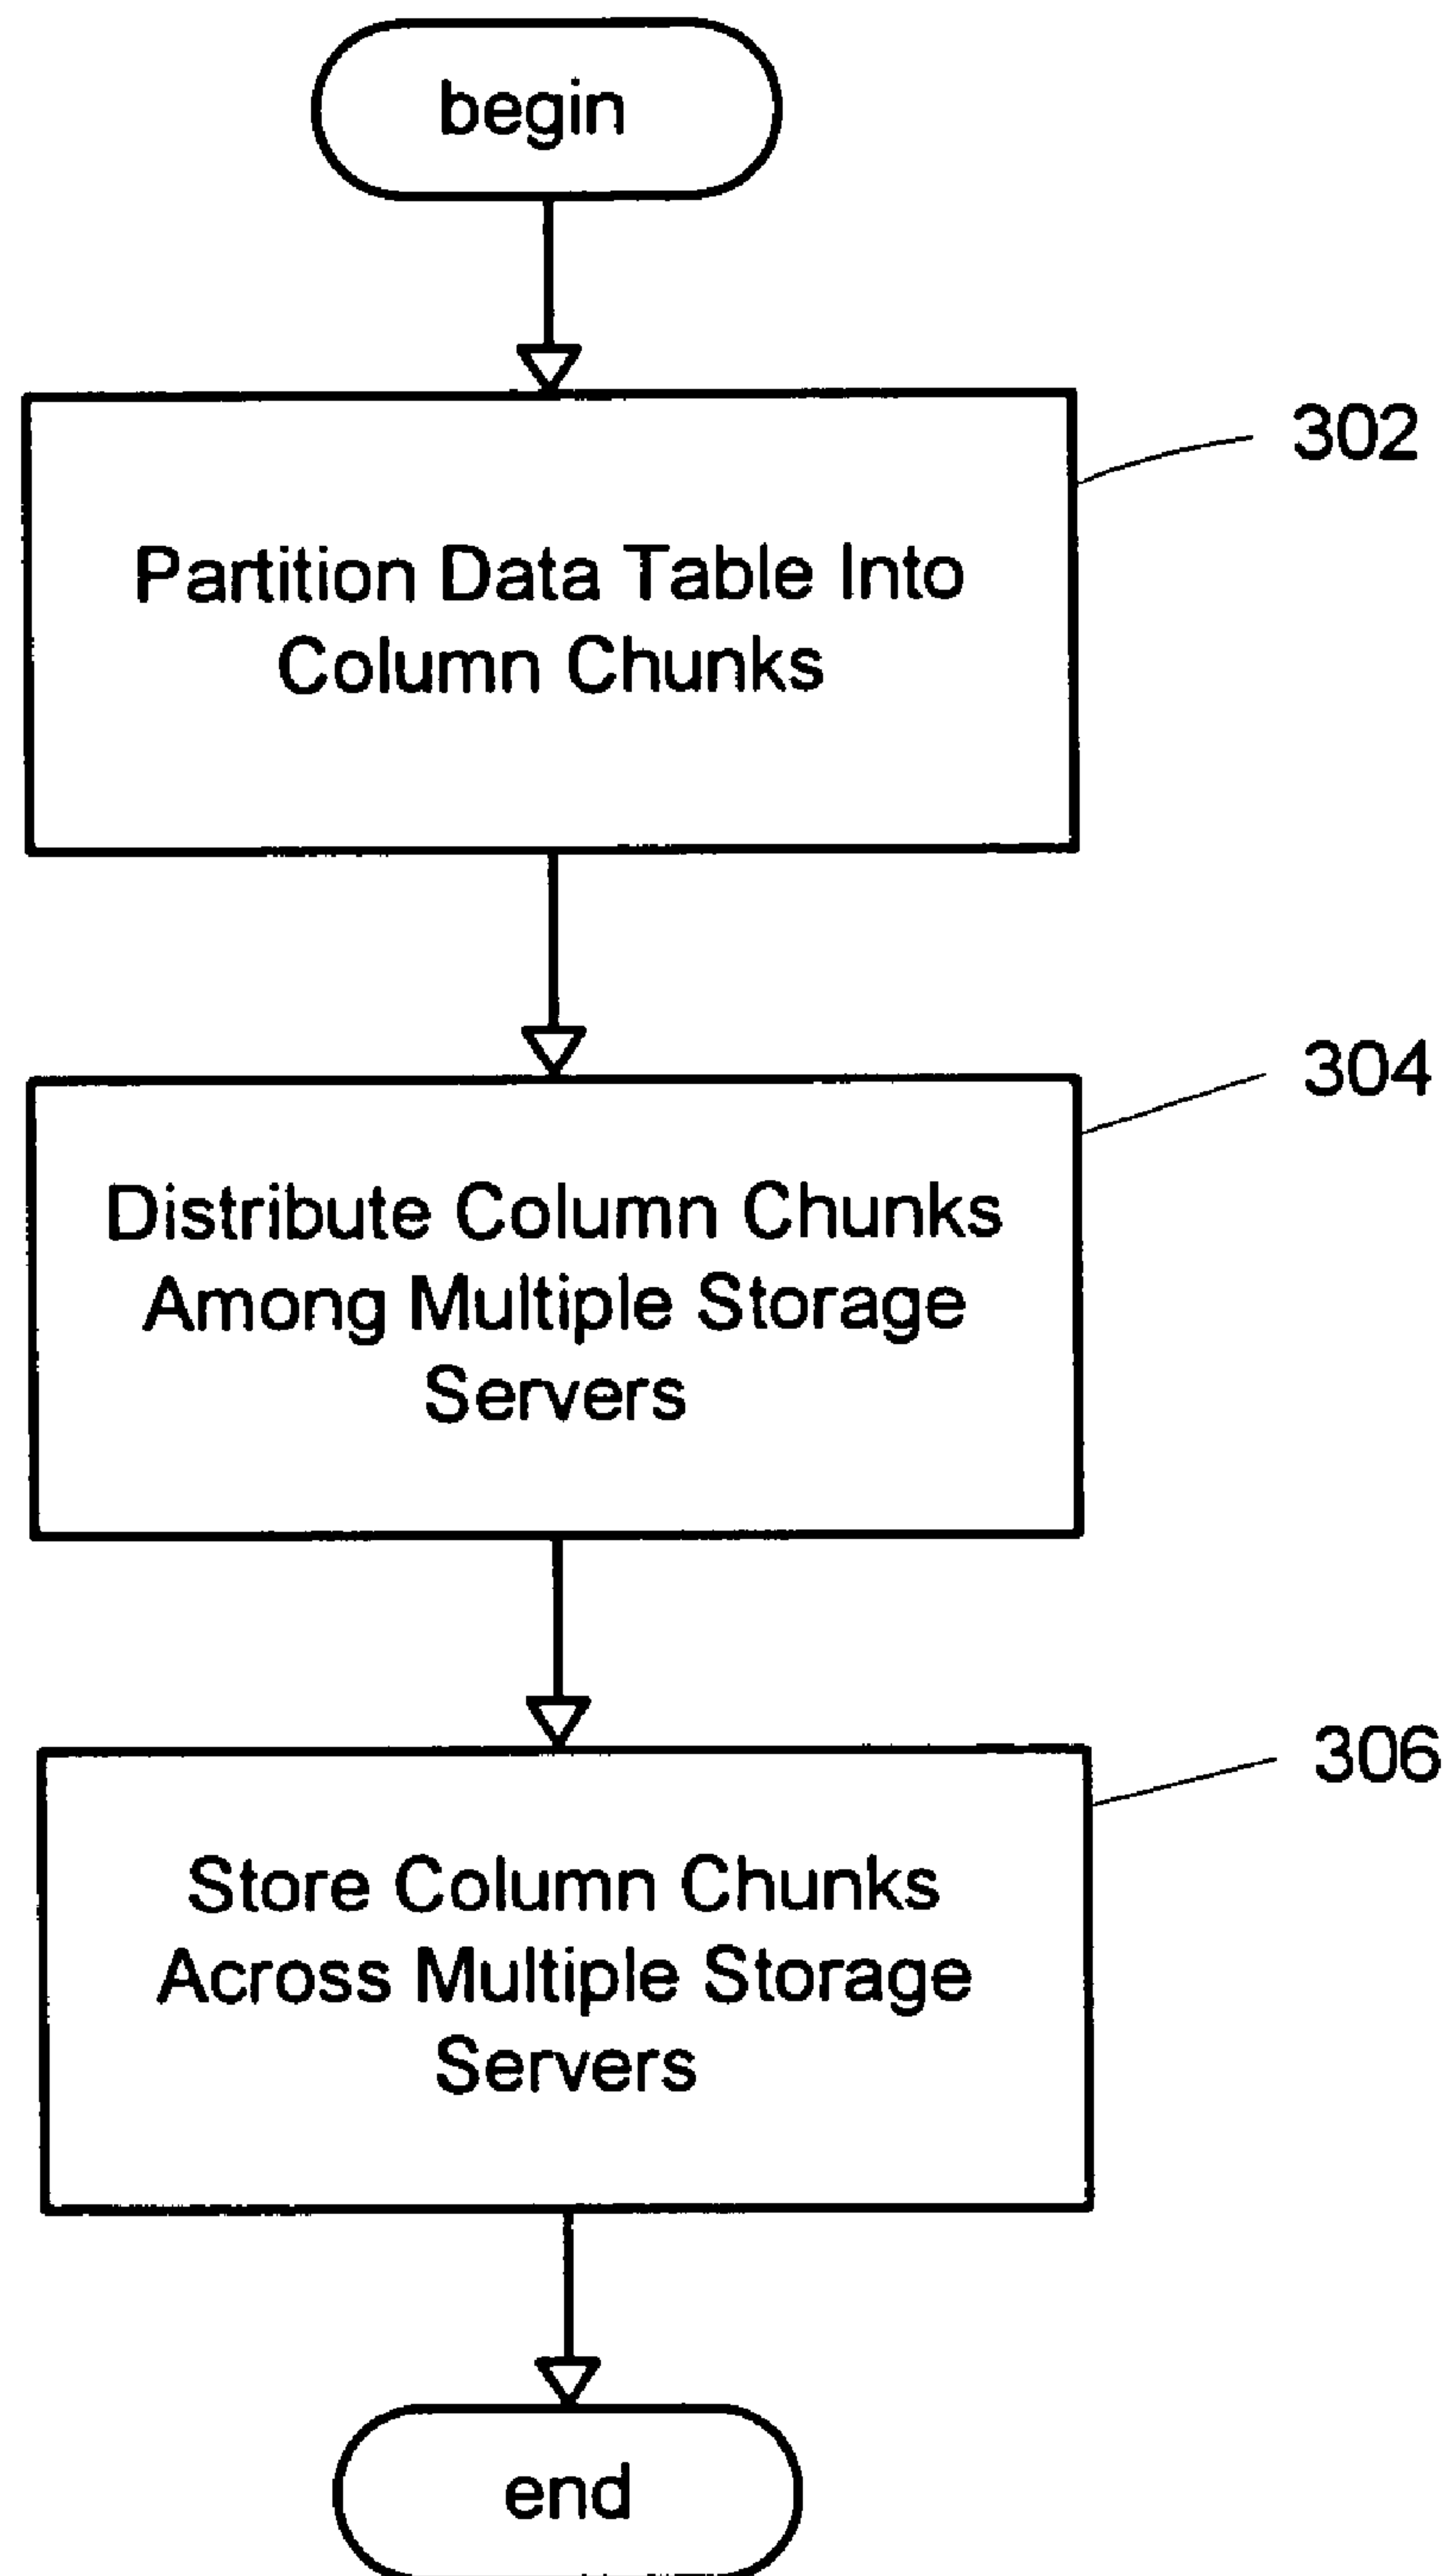 begin
302
Partition Data Table Into
Column Chunks
304
Distribute Column Chunks
Among Multiple Storage
Servers
306
Store Column Chunks
Across Multiple Storage
Servers
end